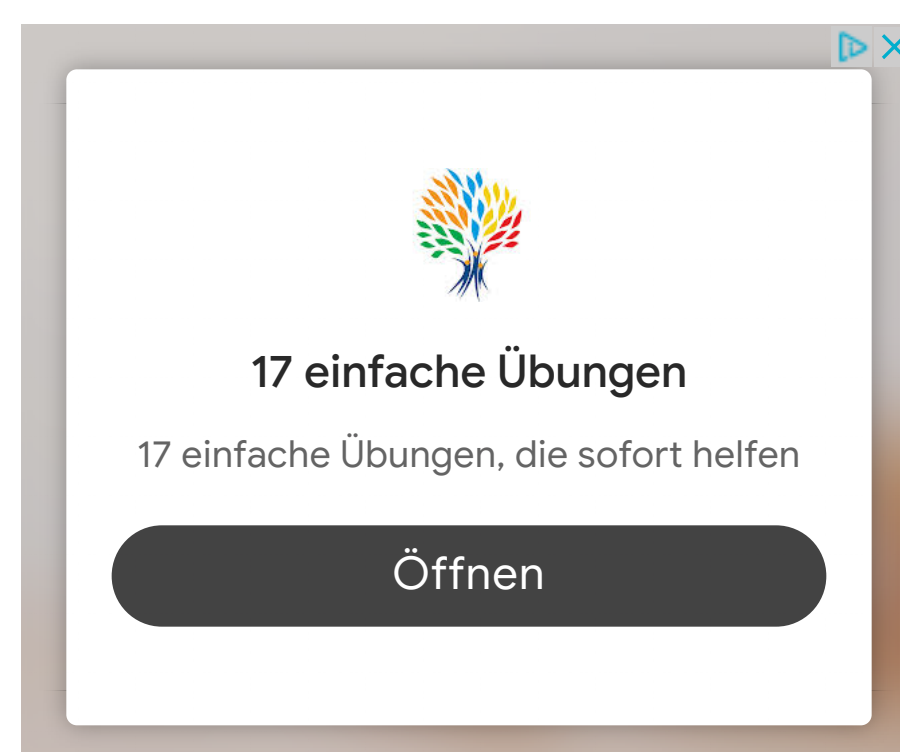 17 einfache Übungen
17 einfache Übungen, die sofort helfen
Öffnen